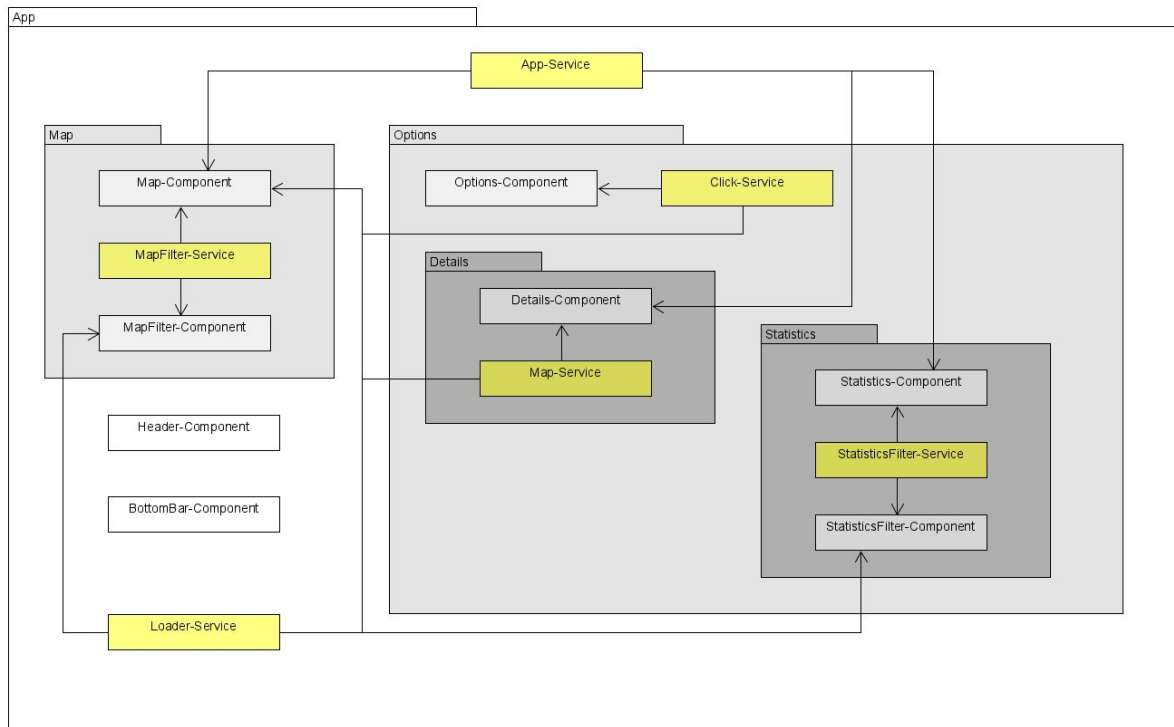 App
App-Service
Map
Options
Map-Component
Options-Component
Click-Service
MapFilter-Service
Details
Details-Component
MapFilter-Component
Statistics
Map-Service
Statistics-Component
Header-Component
StatisticsFilter-Service
BottomBar-Component
StatisticsFilter-Component
Loader-Service